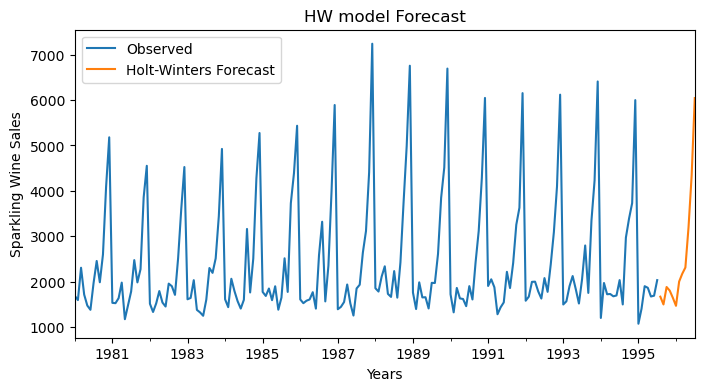 HW model Forecast
Observed
Holt-Winters Forecast
Sparkling Wine Sales
7000
6000
5000
4000
3000
2000
1000
1981 1983 1985 1987 1989 1991 1993 1995
Years